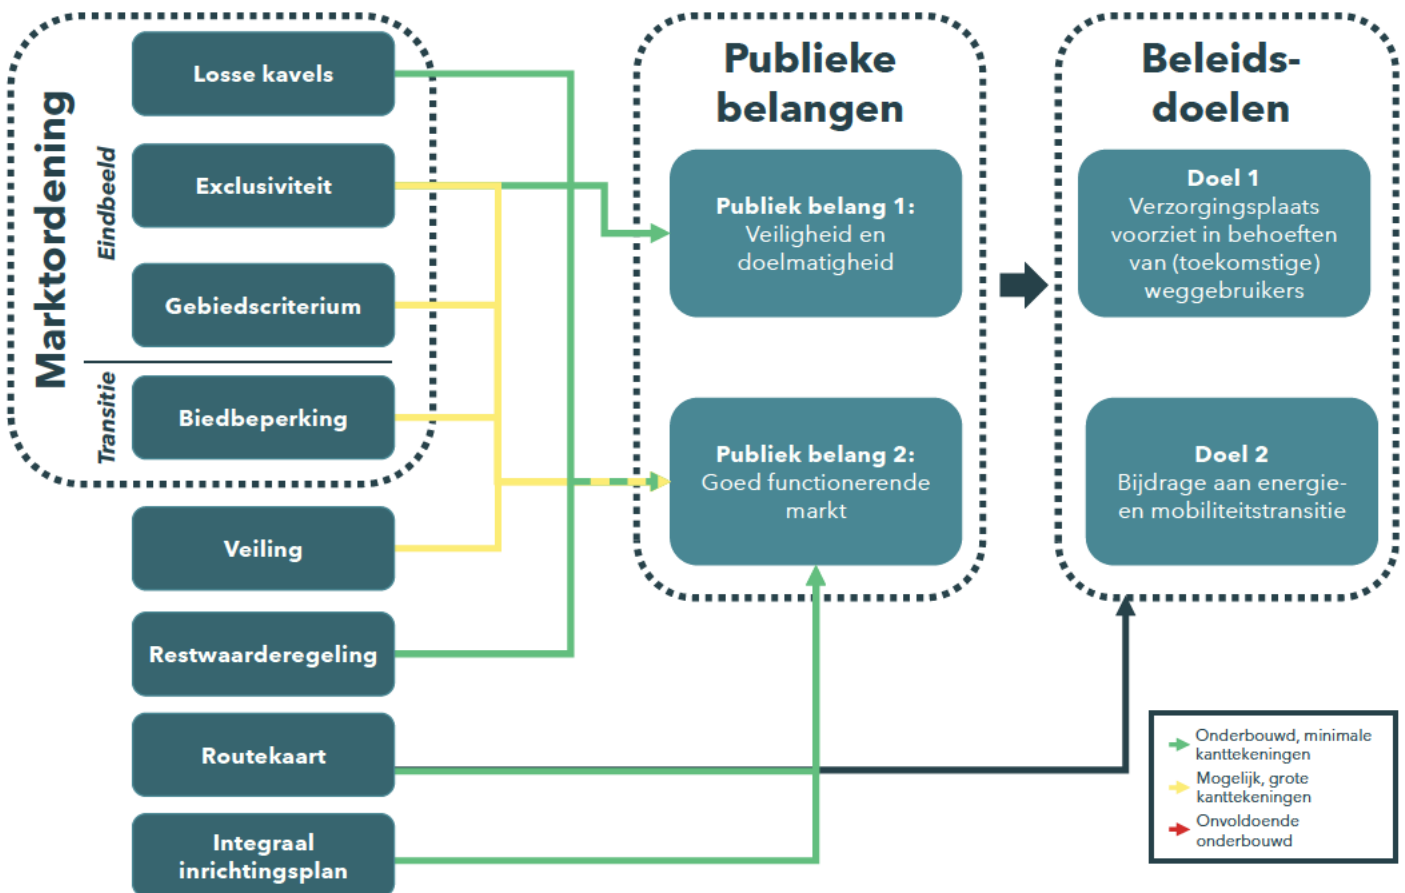 Marktordening
Eindbeeld
Transitie
Losse kavels
Exclusiviteit
Gebiedscriterium
Biedbeperking
Veiling
Restwaarderegeling
Routekaart
Integraal
inrichtingsplan
Publieke
belangen
Publiek belang 1:
Veiligheid en
doelmatigheid
Publiek belang 2:
Goed functionerende
markt
Beleids-
doelen
Doel 1
Verzorgingsplaats
voorziet in behoeften
van (toekomstige)
weggebruikers
Doel 2
Bijdrage aan energie-
en mobiliteitstransitie
Onderbouwd, minimale
kanttekeningen
Mogelijk, grote
kanttekeningen
Onvoldoende
onderbouwd